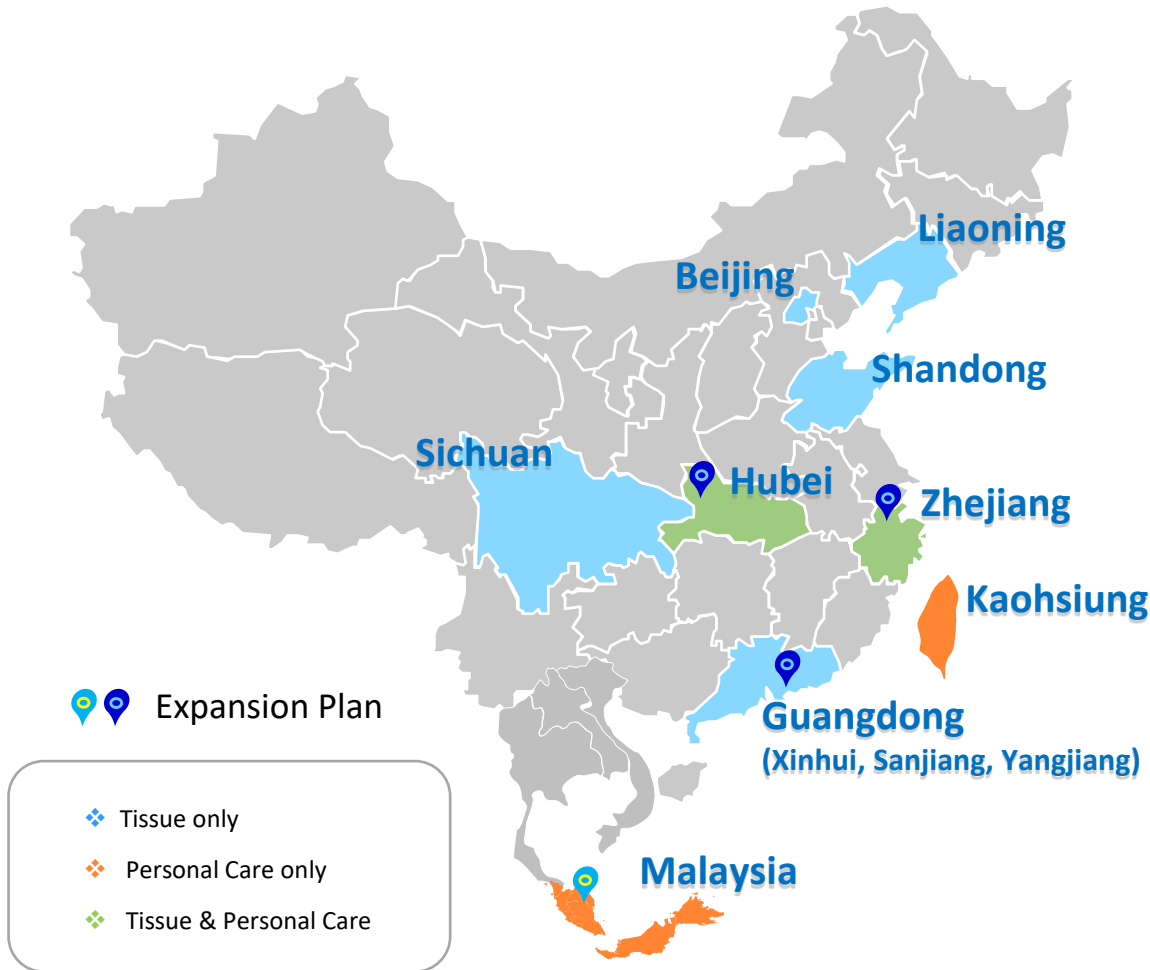 Liaoning
Beijing
Shandong
Sichuan
Hubei
Zhejiang
Kaohsiung
Expansion Plan
Guangdong
(Xinhui, Sanjiang, Yangjiang)
Tissue only
Personal Care only
Malaysia
Tissue & Personal Care